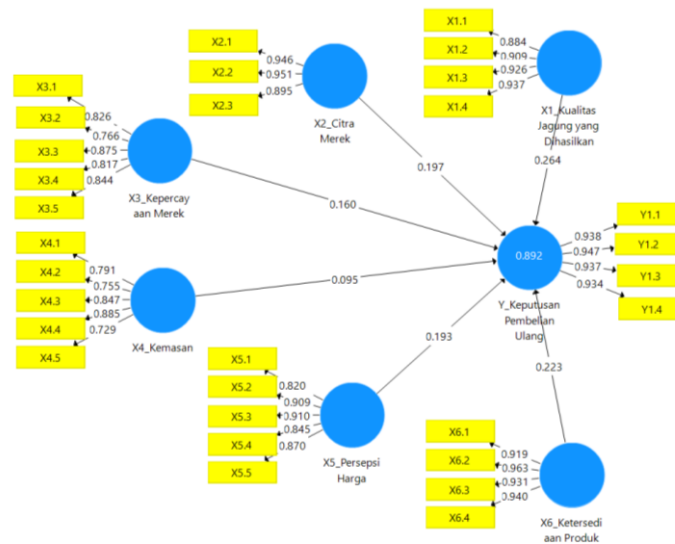 X1.1
X1.2
X1.3
X1.4
0.884
0.909
0.926
0.937
X1_Kualitas
Jagung yang
Dihasilkan
0.264
X2.1
X2.2
X2.3
0.946
0.951
0.895
X2_Citra
Merek
0.197
X3.1
X3.2
X3.3
X3.4
X3.5
0.826
0.766
0.875
0.817
0.844
X3_Kepercay
aan Merek
0.160
X4.1
X4.2
X4.3
X4.4
X4.5
0.791
0.755
0.847
0.885
0.729
X4_Kemasan
0.095
X5.1
X5.2
X5.3
X5.4
X5.5
0.820
0.909
0.910
0.845
0.870
X5_Persepsi
Harga
0.193
X6.1
X6.2
X6.3
X6.4
0.919
0.963
0.931
0.940
X6_Ketersedi
aan Produk
0.223
0.892
Y_Keputusan
Pembelian
Ulang
0.938
0.947
0.937
0.934
Y1.1
Y1.2
Y1.3
Y1.4